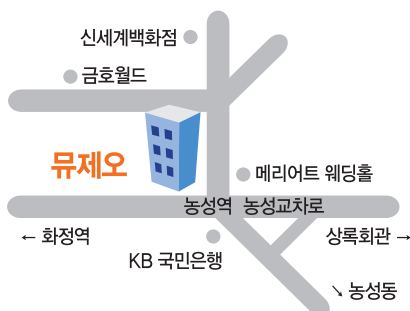 신세계백화점
금호월드
뮤제오
메리어트 웨딩홀
농성역 농성교차로
← 화정역
상록회관 →
KB 국민은행
↘ 농성동